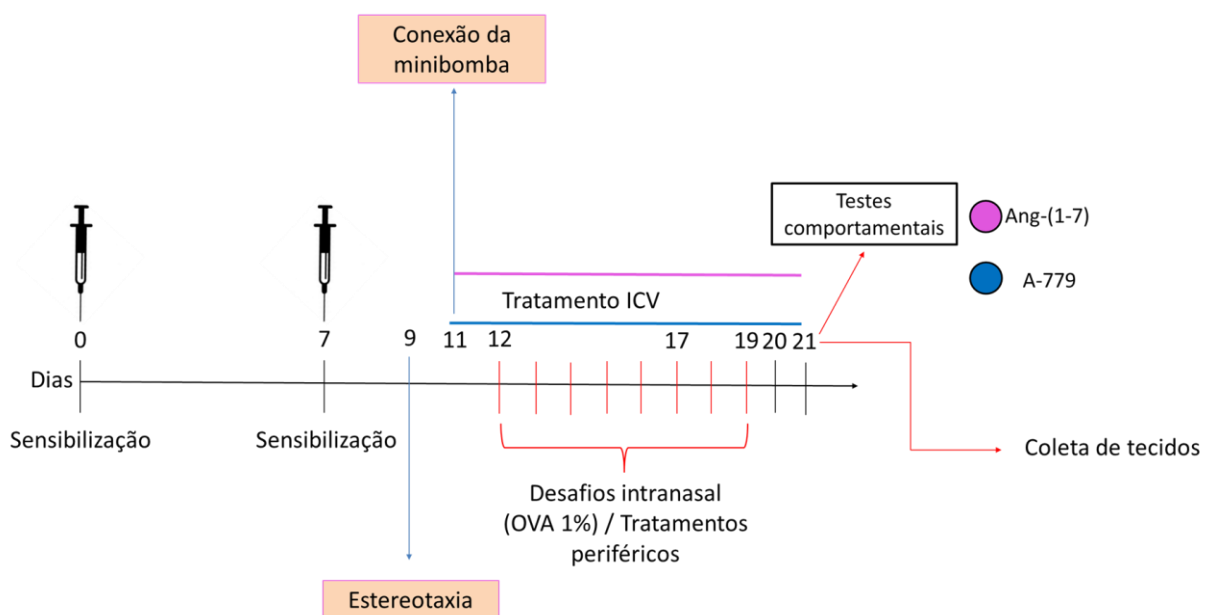 Conexão da
minibomba
Testes
comportamentais
Ang-(1-7)
A-779
Tratamento ICV
0 7 9 11 12 17 19 20 21
Dias
Sensibilização
Sensibilização
Desafios intranasal
(OVA 1%) / Tratamentos
periféricos
Coleta de tecidos
Estereotaxia